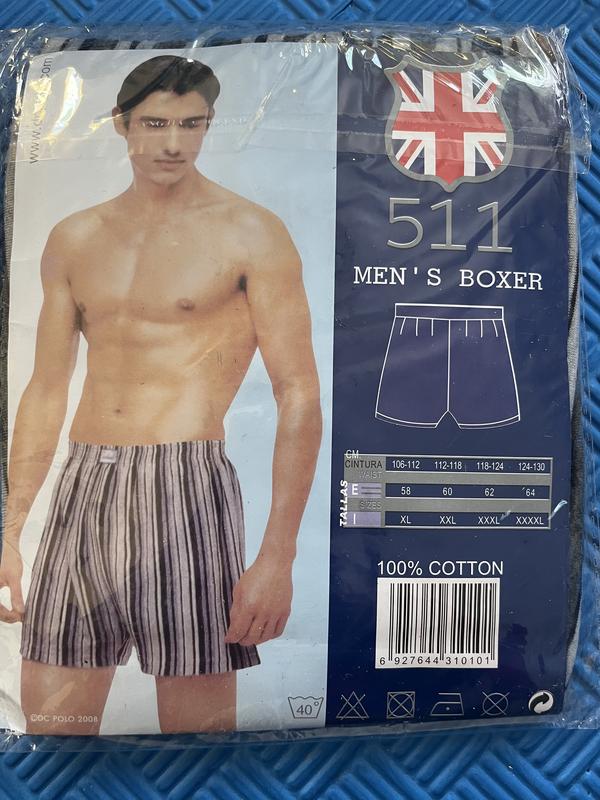 511
MEN'S BOXER
CM.
CINTURA 106-112 112-118 118-124 124-130
WAIST
TALLAS
E 58 60 62 64
SIZES
I XL XXL XXXL XXXXL
100% COTTON
6 927644 310101
40°
©DC POLO 2008